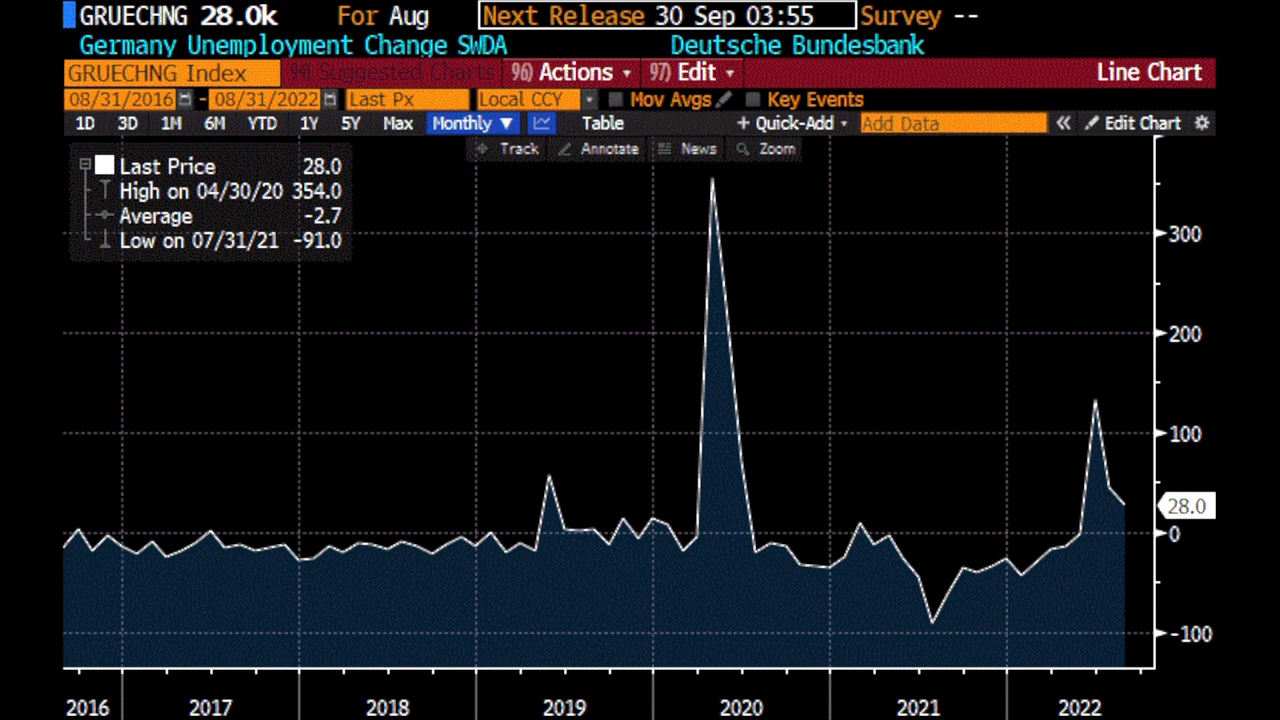 GRUECHNG 28.0k For Aug Next Release 30 Sep 03:55 Survey --
Germany Unemployment Change SWDA Deutsche Bundesbank
GRUECHNG Index 94) Suggested Charts 96) Actions 97) Edit Line Chart
08/31/2016 - 08/31/2022 Last Px Local CCY Mov Avgs Key Events
1D 3D 1M 6M YTD 1Y 5Y Max Monthly ▼ Table + Quick-Add Add Data « Edit Chart
Track Annotate News Zoom
Last Price 28.0
High on 04/30/20 354.0
Average -2.7
Low on 07/31/21 -91.0
300
200
100
28.0
0
-100
2016 2017 2018 2019 2020 2021 2022